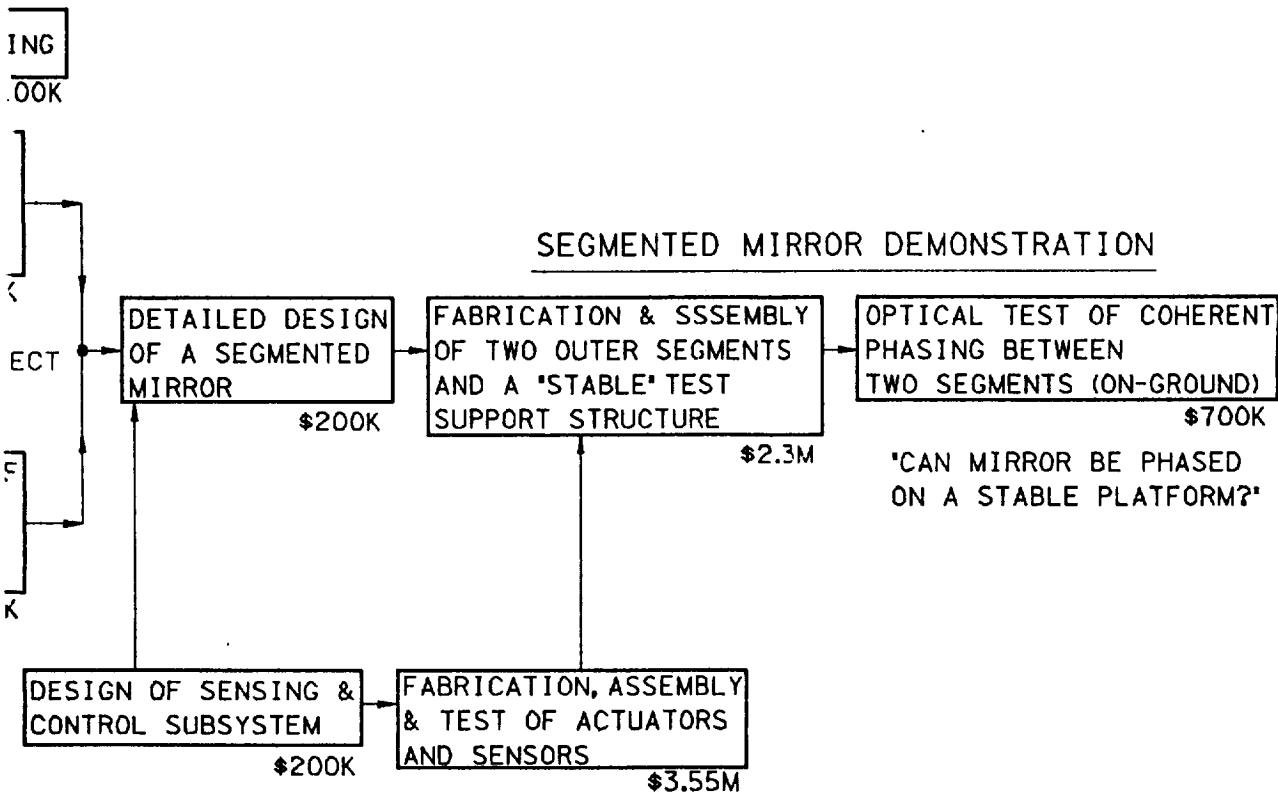 ING
.00K
SEGMENTED MIRROR DEMONSTRATION
K
ECT
DETAILED DESIGN
OF A SEGMENTED
MIRROR
$200K
FABRICATION & SSSEMBLY
OF TWO OUTER SEGMENTS
AND A "STABLE" TEST
SUPPORT STRUCTURE
$2.3M
OPTICAL TEST OF COHERENT
PHASING BETWEEN
TWO SEGMENTS (ON-GROUND)
$700K
"CAN MIRROR BE PHASED
ON A STABLE PLATFORM?"
K
DESIGN OF SENSING &
CONTROL SUBSYSTEM
$200K
FABRICATION, ASSEMBLY
& TEST OF ACTUATORS
AND SENSORS
$3.55M